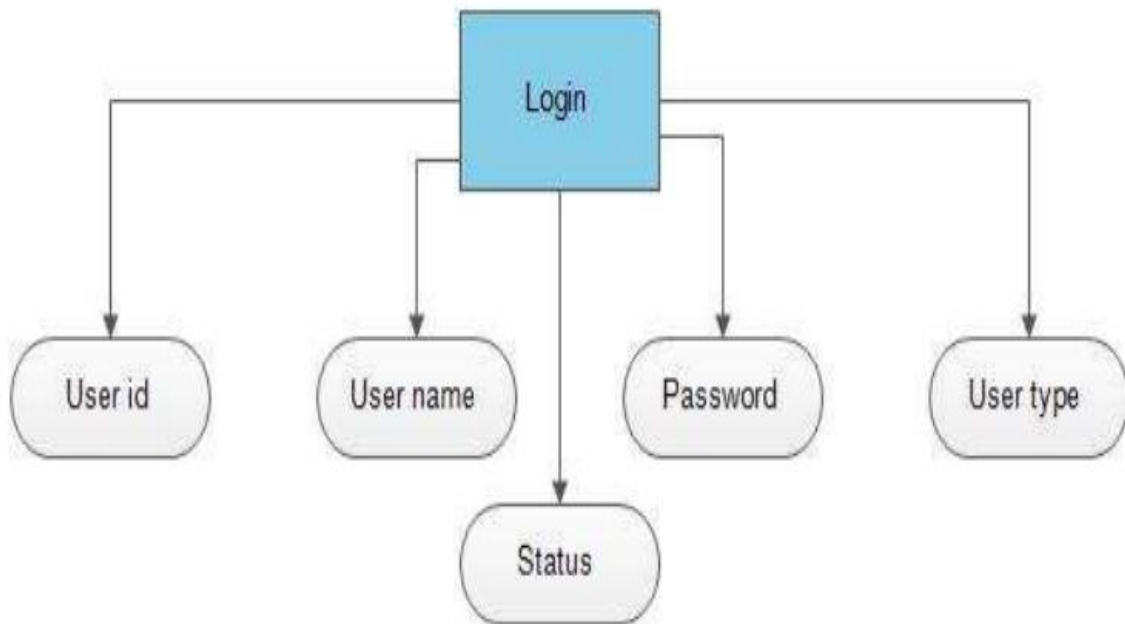 Login
User id
User name
Password
User type
Status